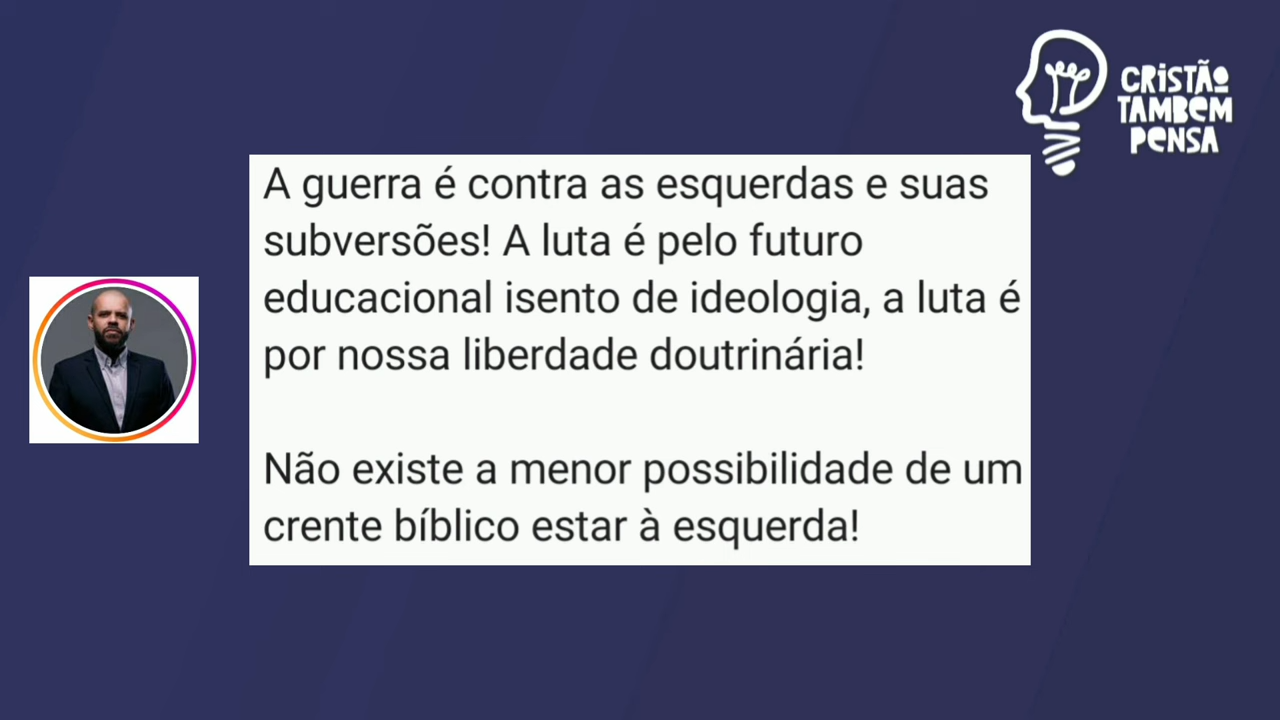 CRISTÃO
TAMBÉM
PENSA
A guerra é contra as esquerdas e suas
subversões! A luta é pelo futuro
educacional isento de ideologia, a luta é
por nossa liberdade doutrinária!
Não existe a menor possibilidade de um
crente bíblico estar à esquerda!